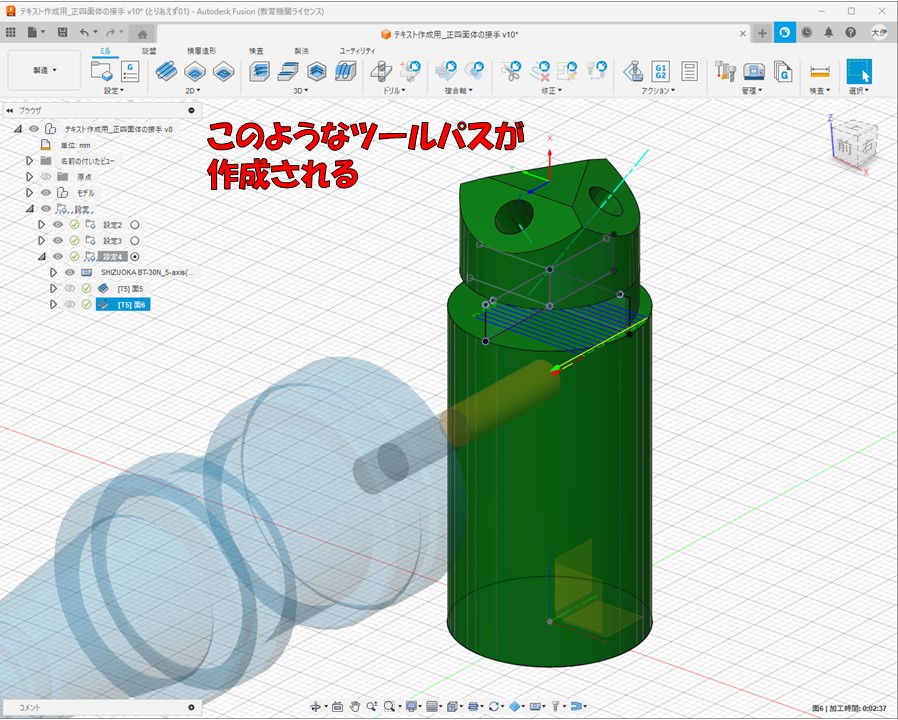 テキスト作成用_正四面体の接手 v10* (とりあえず01) - Autodesk Fusion (教育機関ライセンス)
テキスト作成用_正四面体の接手 v10*
ミル 旋盤 積層造形 検査 製法 ユーティリティ
製造
G1
G2
設定 2D 3D ドリル 複合軸 修正 アクション 管理 検査 選択
ブラウザ
テキスト作成用_正四面体の接手 v8
単位: mm
名前の付いたビュー
原点
モデル
設定
設定2
設定3
設定4
SHIZUOKA BT-30N_5-axis(...
[T5] 面5
[T5] 面6
このようなツールパスが
作成される
Z
前 右
X
X
コメント
面6 | 加工時間: 0:02:37